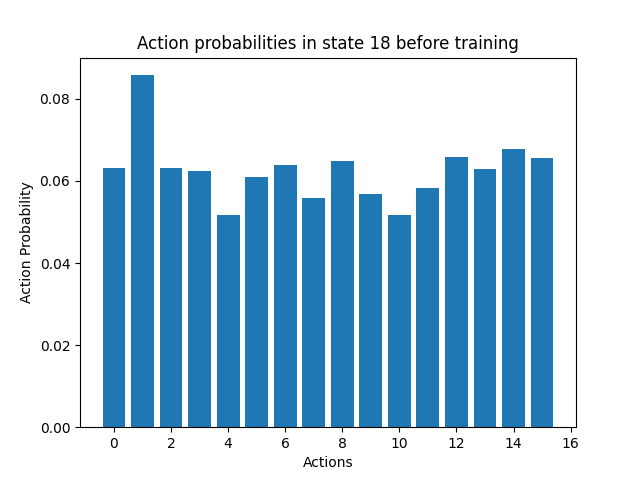 Action probabilities in state 18 before training
0.08
0.06
0.04
0.02
0.00
Action Probability
0 2 4 6 8 10 12 14 16
Actions